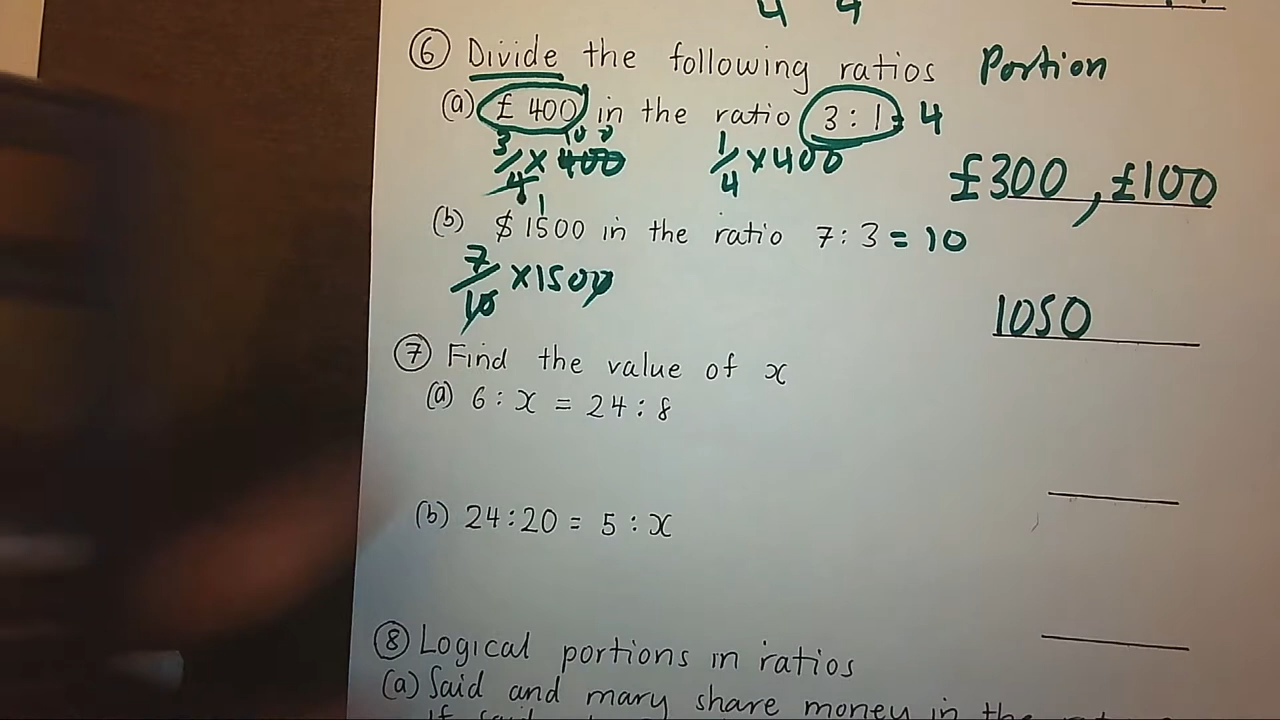 4 4
⑥ Divide the following ratios Portion
(a) £ 400 in the ratio 3 : 1 = 4
3/4 × 400 1/4 × 400
£300 , £100
(b) $ 1500 in the ratio 7 : 3 = 10
7/10 × 1500
1050
⑦ Find the value of x
(a) 6 : x = 24 : 8
(b) 24 : 20 = 5 : x
⑧ Logical portions in ratios
(a) Said and mary share money in the